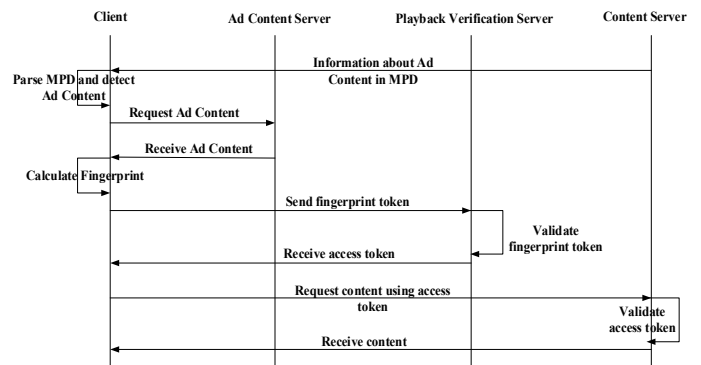 Client
Ad Content Server
Playback Verification Server
Content Server
Information about Ad
Content in MPD
Parse MPD and detect
Ad Content
Request Ad Content
Receive Ad Content
Calculate Fingerprint
Send fingerprint token
Validate
fingerprint token
Receive access token
Request content using access
token
Validate
access token
Receive content